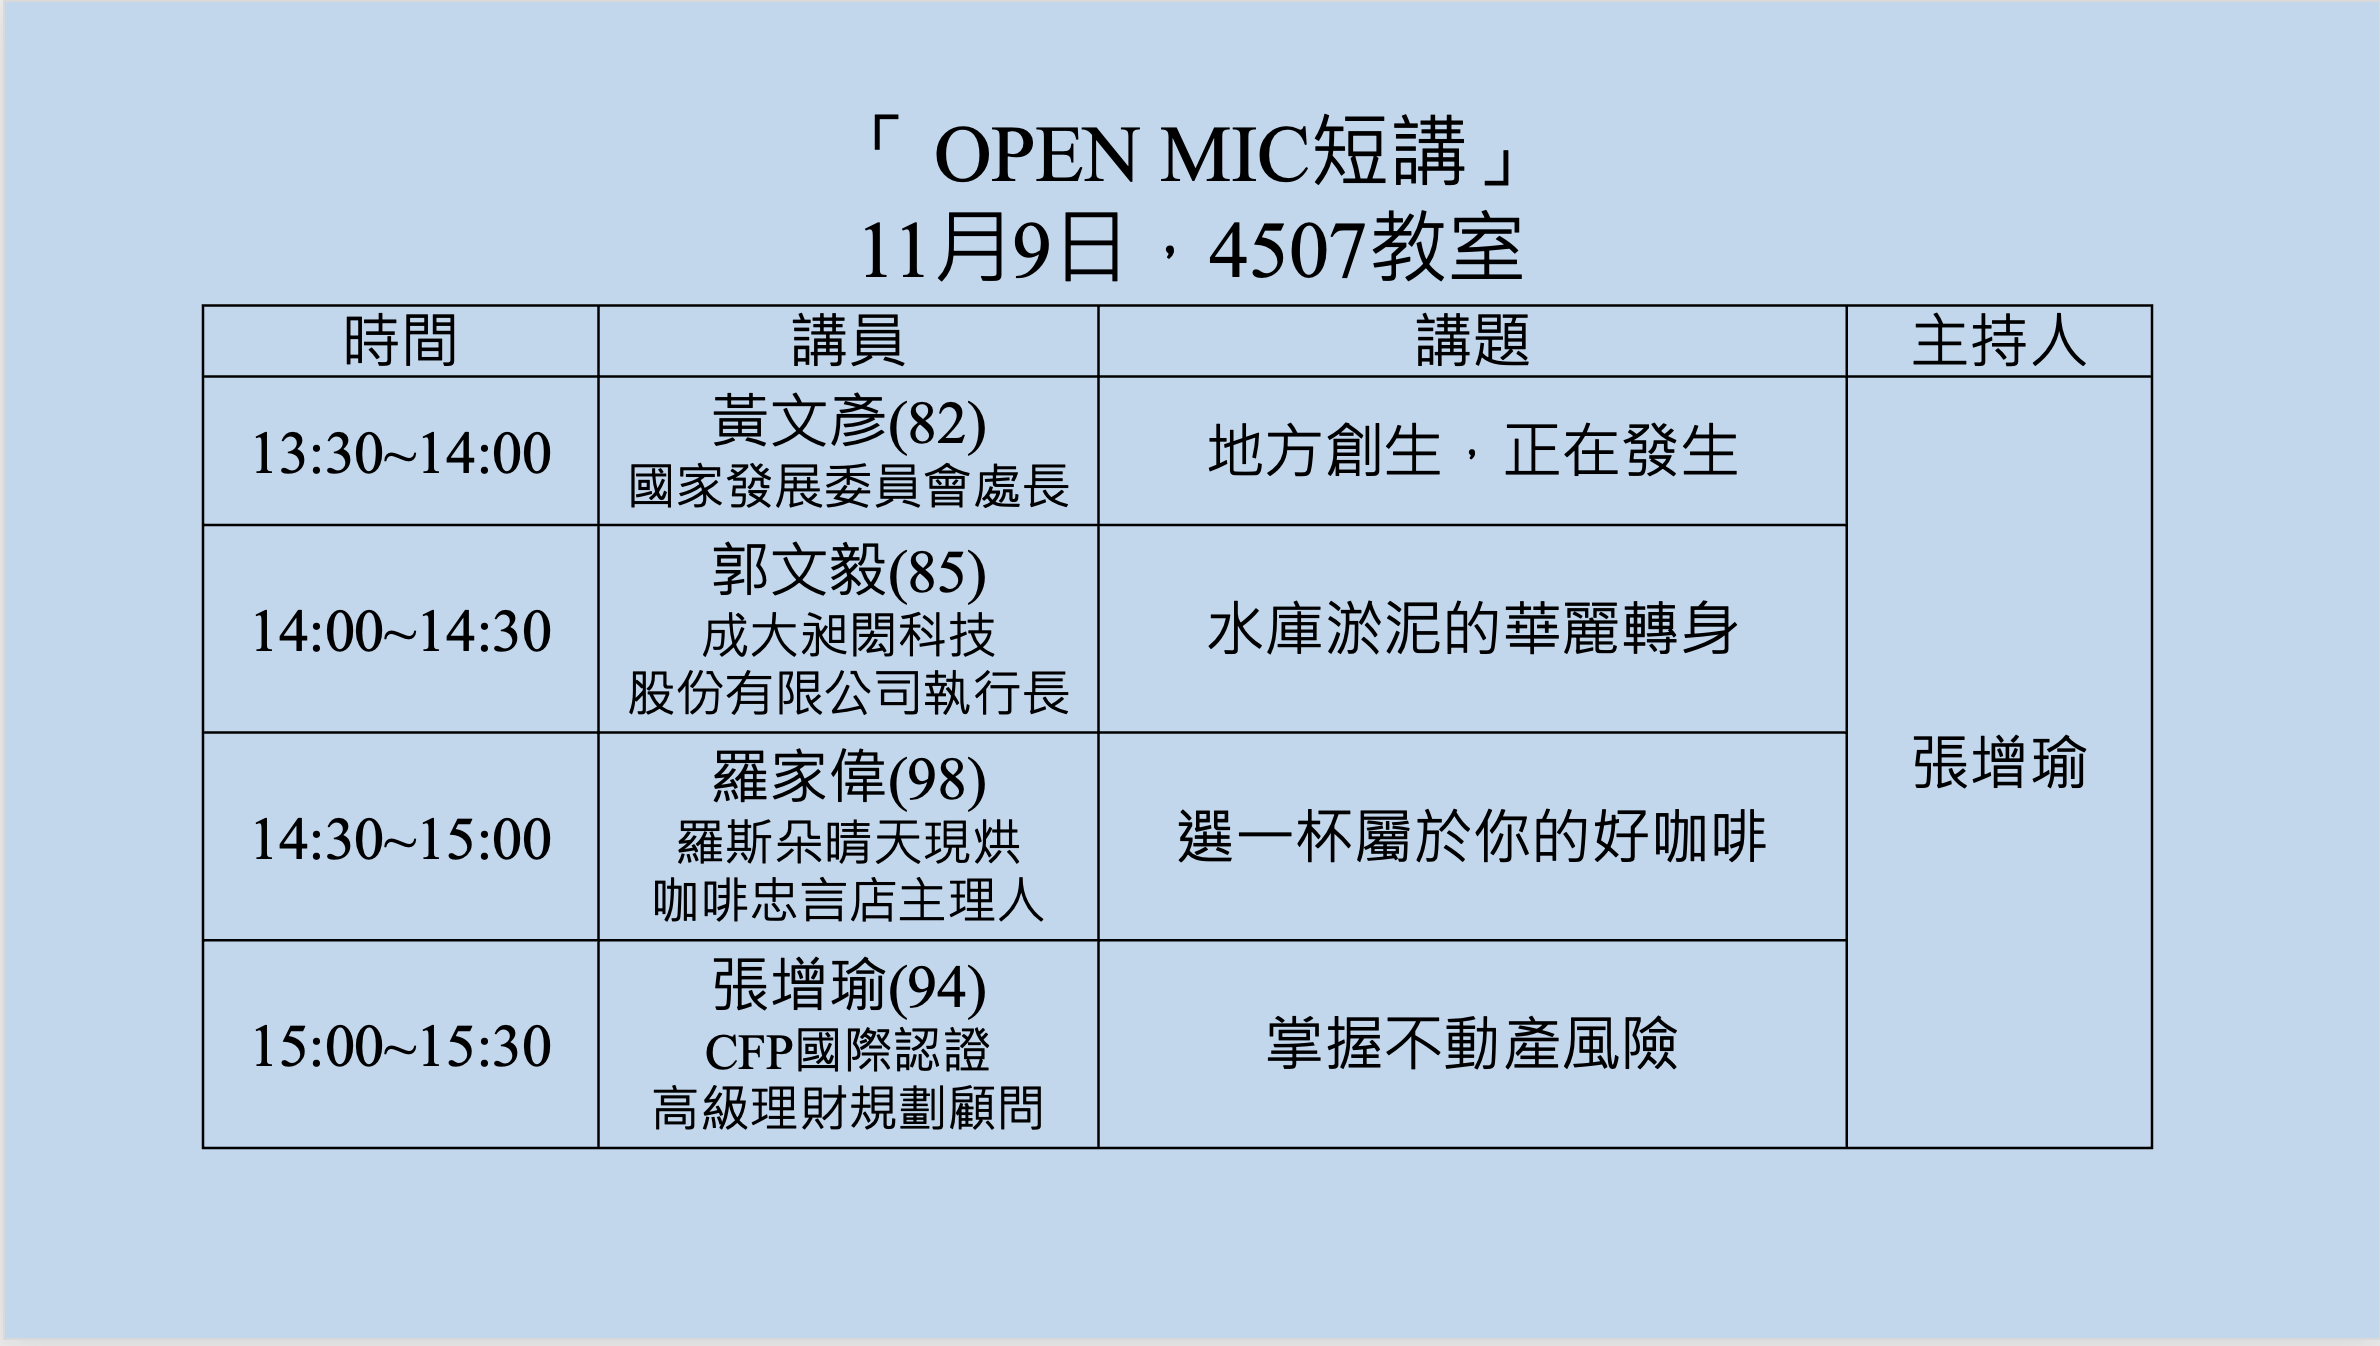 「 OPEN MIC短講 」
11月9日，4507教室
時間 講員 講題 主持人
13:30~14:00
黃文彥(82)
國家發展委員會處長
地方創生，正在發生
14:00~14:30
郭文毅(85)
成大昶閎科技
股份有限公司執行長
水庫淤泥的華麗轉身
14:30~15:00
羅家偉(98)
羅斯朵晴天現烘
咖啡忠言店主理人
選一杯屬於你的好咖啡
15:00~15:30
張增瑜(94)
CFP國際認證
高級理財規劃顧問
掌握不動產風險
張增瑜